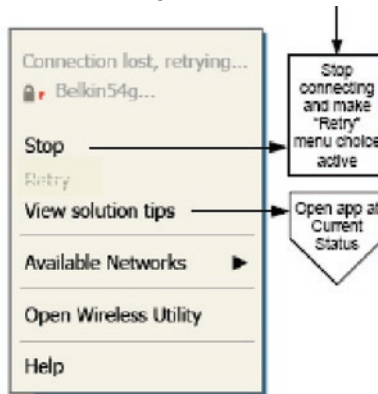 Connection lost, retrying...
Belkin54g...
Stop
Retry
View solution tips
Available Networks
Open Wireless Utility
Help
Stop
connecting
and make
"Retry"
menu choice
active
Open app at
Current
Status